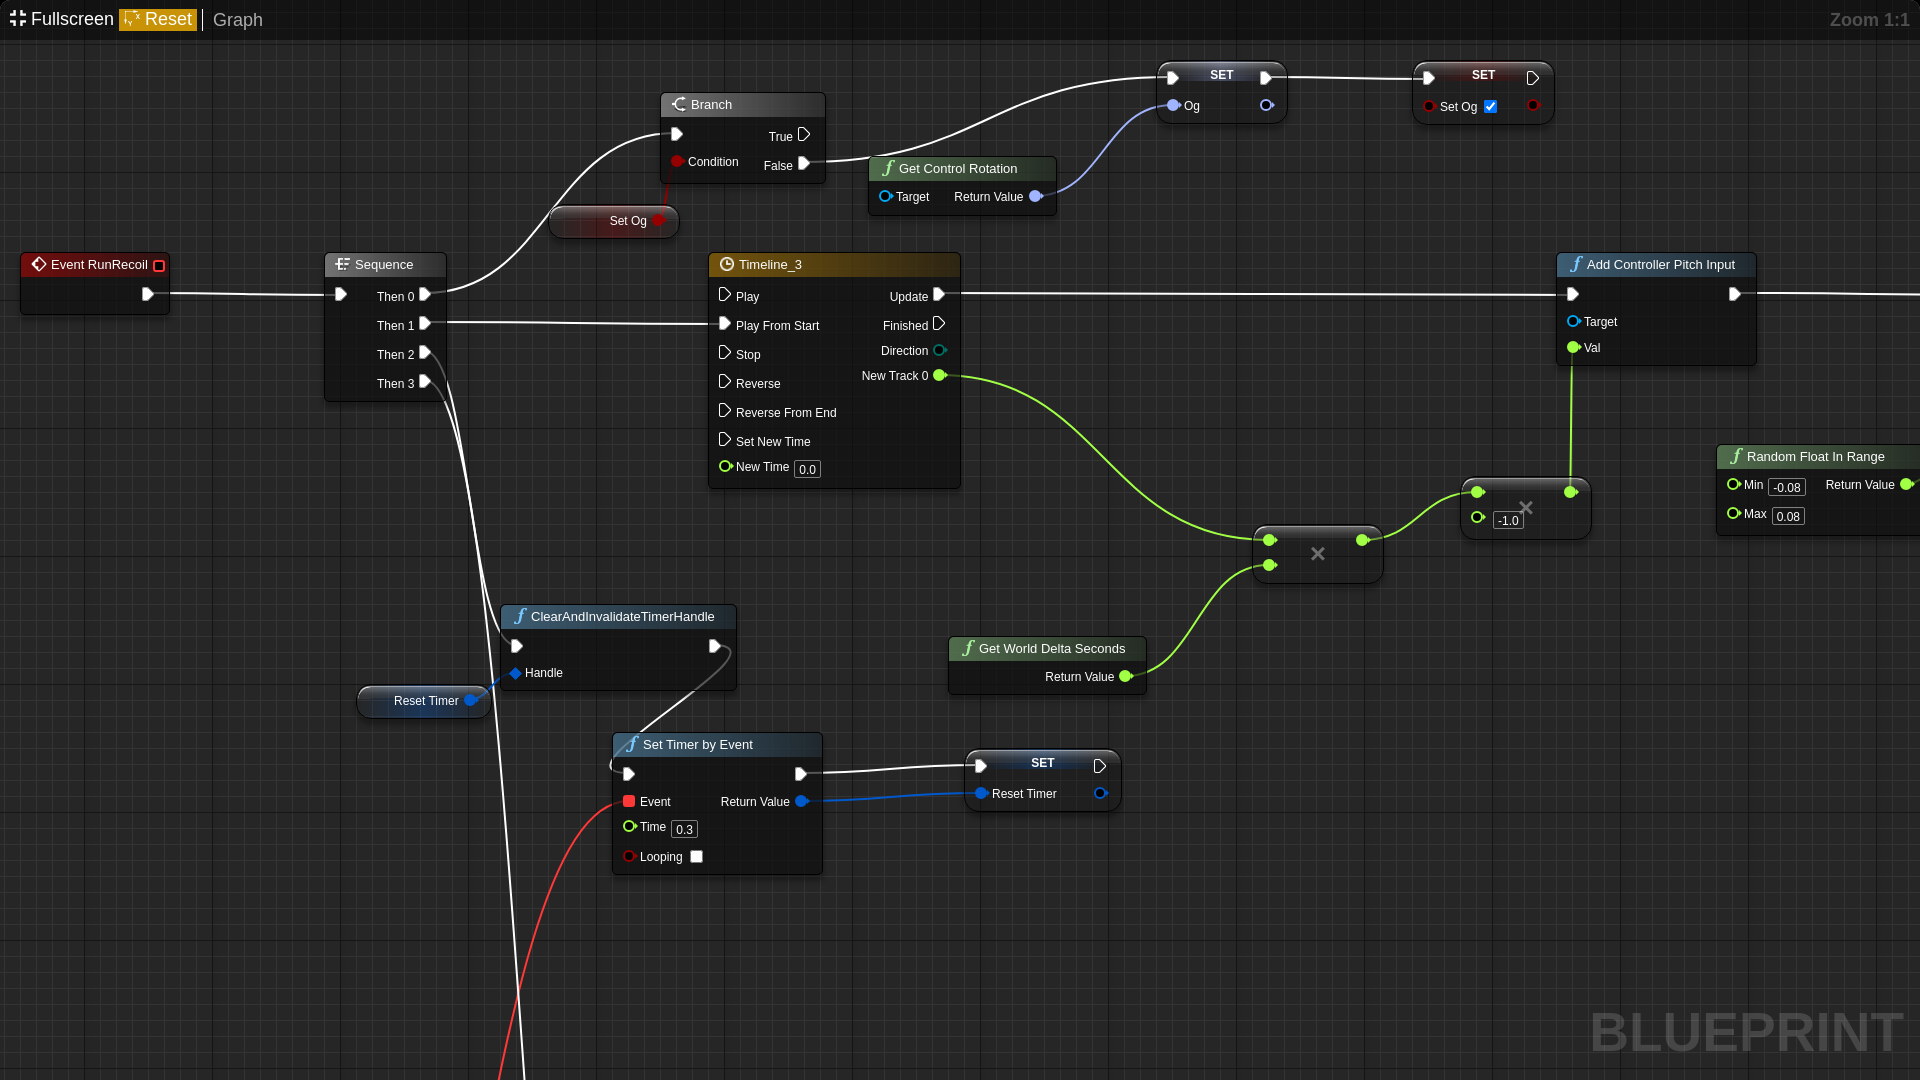 Fullscreen Reset Graph Zoom 1:1
SET
Og
SET
Set Og
Branch
True
Condition
False
Get Control Rotation
Target Return Value
Set Og
Event RunRecoil
Sequence
Then 0
Then 1
Then 2
Then 3
Timeline_3
Play Update
Play From Start Finished
Stop Direction
Reverse New Track 0
Reverse From End
Set New Time
New Time 0.0
Add Controller Pitch Input
Target
Val
Random Float In Range
Min -0.08 Return Value
Max 0.08
-1.0
ClearAndInvalidateTimerHandle
Handle
Reset Timer
Get World Delta Seconds
Return Value
Set Timer by Event
Event Return Value
Time 0.3
Looping
SET
Reset Timer
BLUEPRINT